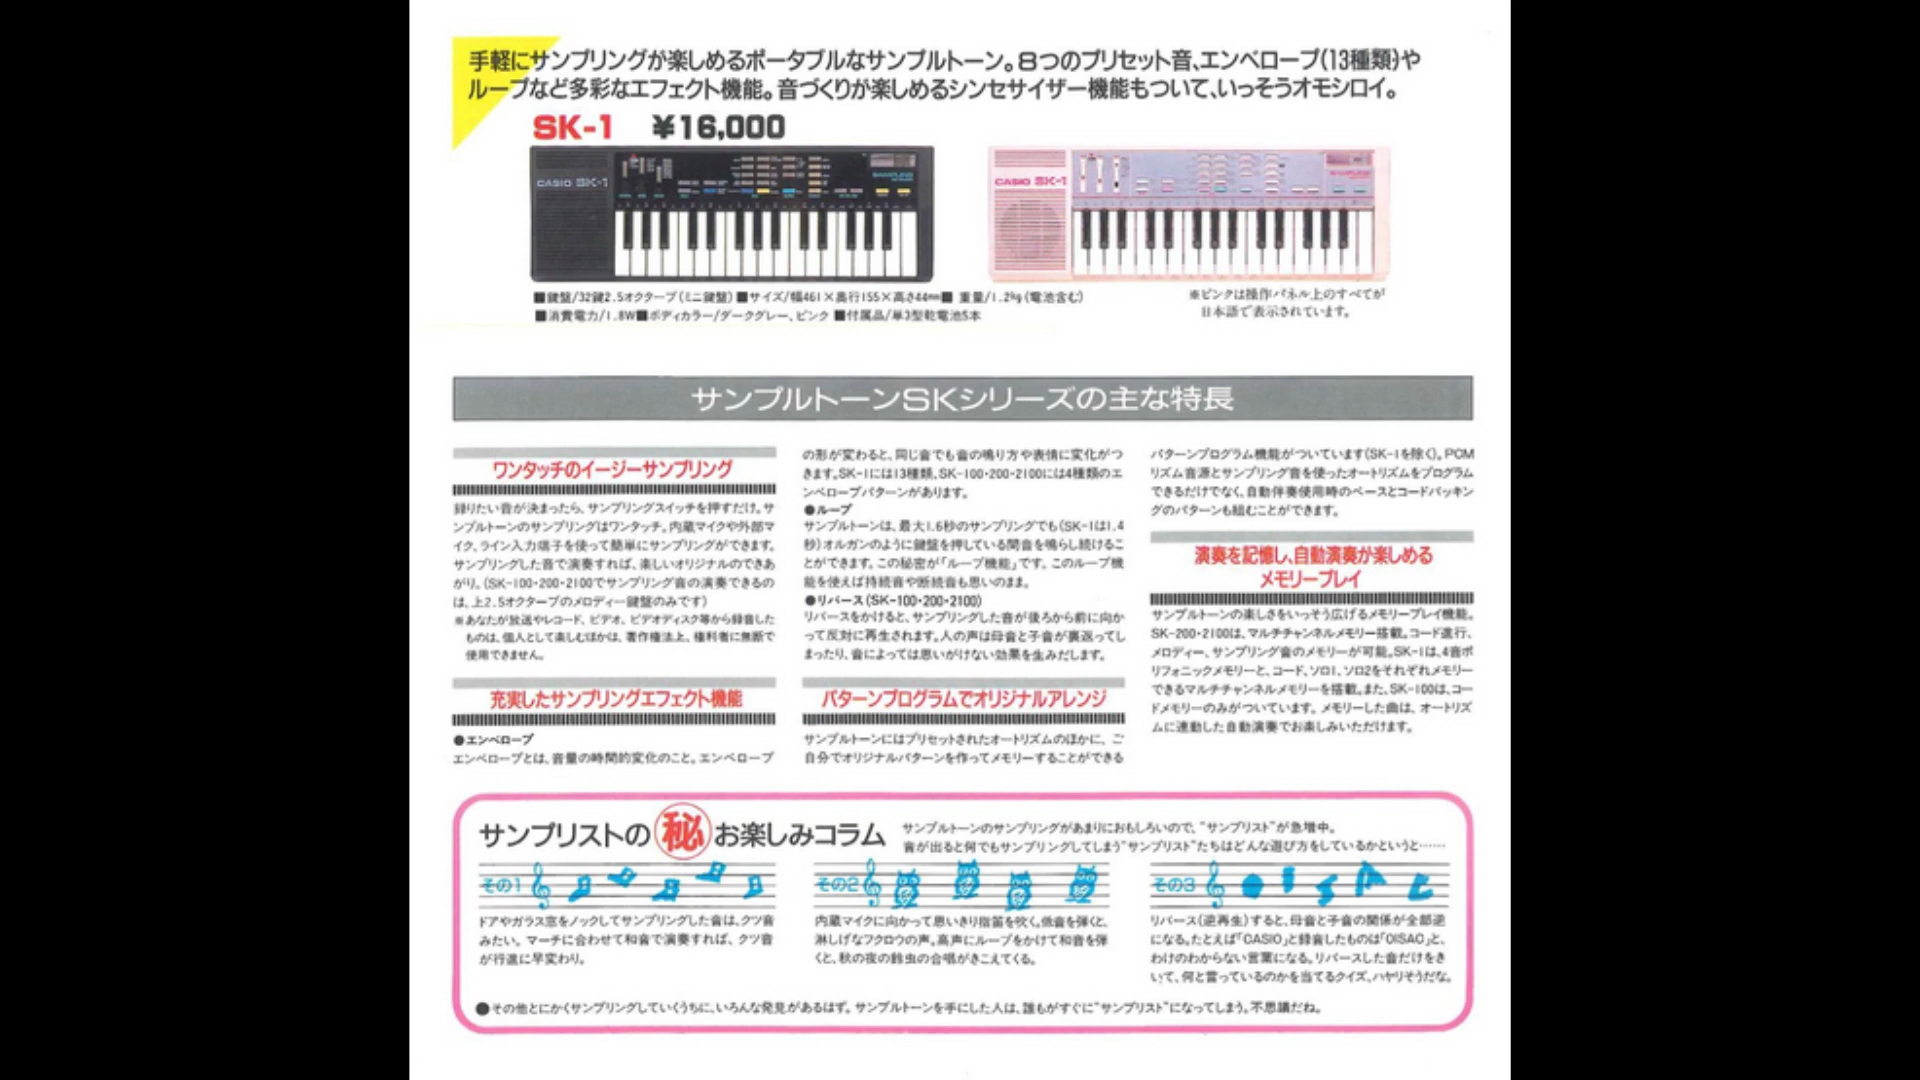 手軽にサンプリングが楽しめるポータブルなサンプルトーン。8つのプリセット音、エンベロープ(13種類)や
ループなど多彩なエフェクト機能。音づくりが楽しめるシンセサイザー機能もついて、いっそうオモシロイ。
SK-1 ¥16,000
CASIO SK-1
CASIO SK-1
■鍵盤/32鍵2.5オクターブ(ミニ鍵盤) ■サイズ/幅461×奥行155×高さ44mm■ 重量/1.2kg(電池含む)
■消費電力/1.8W■ボディカラー/ダークグレー、ピンク ■付属品/単3型乾電池5本
※ピンクは操作パネル上のすべてが
日本語で表示されています。
サンプルトーンSKシリーズの主な特長
ワンタッチのイージーサンプリング
録りたい音が決まったら、サンプリングスイッチを押すだけ。サ
ンプルトーンのサンプリングはワンタッチ。内蔵マイクや外部マ
イク、ライン入力端子を使って簡単にサンプリングができます。
サンプリングした音で演奏すれば、楽しいオリジナルのできあ
がり。(SK-100・200・2100でサンプリング音の演奏できるの
は、上2.5オクターブのメロディー鍵盤のみです)
※あなたが放送やレコード、ビデオ、ビデオディスク等から録音した
ものは、個人として楽しむほかは、著作権法上、権利者に無断で
使用できません。
充実したサンプリングエフェクト機能
●エンベロープ
エンベロープとは、音量の時間的変化のこと。エンベロープ
の形が変わると、同じ音でも音の鳴り方や表情に変化がつ
きます。SK-1には13種類、SK-100・200・2100には4種類のエ
ンベロープパターンがあります。
●ループ
サンプルトーンは、最大1.6秒のサンプリングでも(SK-1は1.4
秒)オルガンのように鍵盤を押している間音を鳴らし続けるこ
とができます。この秘密が「ループ機能」です。このループ機
能を使えば持続音や断続音も思いのまま。
●リバース(SK-100・200・2100)
リバースをかけると、サンプリングした音が後ろから前に向か
って反対に再生されます。人の声は母音と子音が裏返ってし
まったり、音によっては思いがけない効果を生みだします。
パターンプログラムでオリジナルアレンジ
サンプルトーンにはプリセットされたオートリズムのほかに、ご
自分でオリジナルパターンを作ってメモリーすることができる
パターンプログラム機能がついています(SK-1を除く)。PCM
リズム音源とサンプリング音を使ったオートリズムをプログラム
できるだけでなく、自動伴奏使用時のベースとコードバッキン
グのパターンも組むことができます。
演奏を記憶し、自動演奏が楽しめる
メモリープレイ
サンプルトーンの楽しさをいっそう広げるメモリープレイ機能。
SK-200・2100は、マルチチャンネルメモリー搭載。コード進行、
メロディー、サンプリング音のメモリーが可能。SK-1は、4音ポ
リフォニックメモリーと、コード、ソロ1、ソロ2をそれぞれメモリー
できるマルチチャンネルメモリーを搭載。また、SK-100は、コー
ドメモリーのみがついています。メモリーした曲は、オートリズ
ムに連動した自動演奏でお楽しみいただけます。
サンプリストの㊙お楽しみコラム
サンプルトーンのサンプリングがあまりにおもしろいので、"サンプリスト"が急増中。
音が出ると何でもサンプリングしてしまう"サンプリスト"たちはどんな遊び方をしているかというと……
その1
ドアやガラス窓をノックしてサンプリングした音は、クツ音
みたい。マーチに合わせて和音で演奏すれば、クツ音
が行進に早変わり。
その2
内蔵マイクに向かって思いきり指笛を吹く。低音を弾くと、
淋しげなフクロウの声。高声にループをかけて和音を弾
くと、秋の夜の鈴虫の合唱がきこえてくる。
その3
リバース(逆再生)すると、母音と子音の関係が全部逆
になる。たとえば「CASIO」と録音したものは「OISAC」と、
わけのわからない言葉になる。リバースした音だけをき
いて、何と言っているのかを当てるクイズ、ハヤリそうだな。
●その他とにかくサンプリングしていくうちに、いろんな発見があるはず。サンプルトーンを手にした人は、誰もがすぐに"サンプリスト"になってしまう。不思議だね。